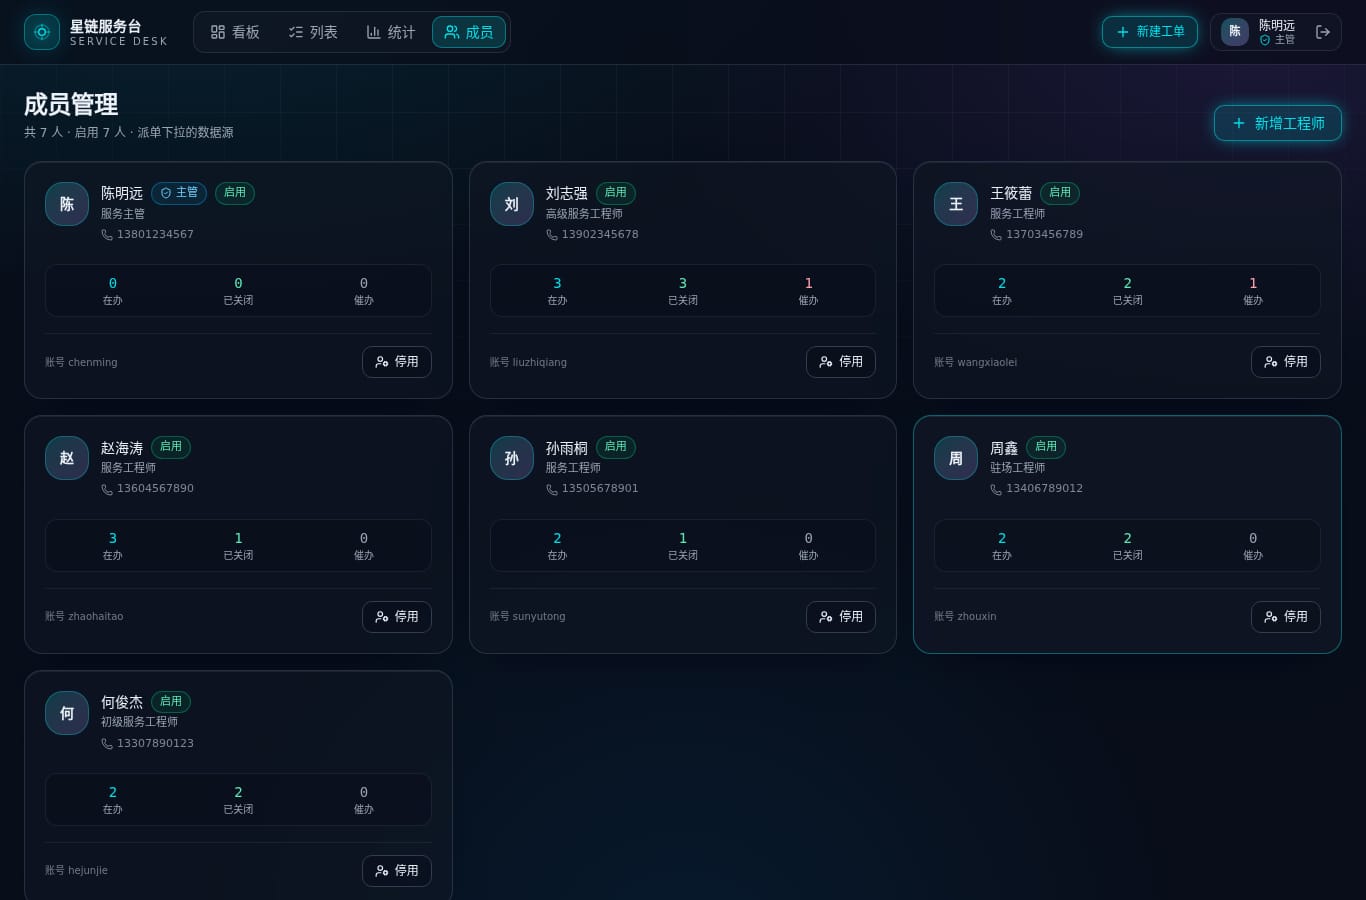 星链服务台
SERVICE DESK
看板
列表
统计
成员
新建工单
陈
陈明远
主管
成员管理
共 7 人 · 启用 7 人 · 派单下拉的数据源
新增工程师
陈
陈明远 主管 启用
服务主管
13801234567
0 0 0
在办 已关闭 催办
账号 chenming
停用
刘
刘志强 启用
高级服务工程师
13902345678
3 3 1
在办 已关闭 催办
账号 liuzhiqiang
停用
王
王筱蕾 启用
服务工程师
13703456789
2 2 1
在办 已关闭 催办
账号 wangxiaolei
停用
赵
赵海涛 启用
服务工程师
13604567890
3 1 0
在办 已关闭 催办
账号 zhaohaitao
停用
孙
孙雨桐 启用
服务工程师
13505678901
2 1 0
在办 已关闭 催办
账号 sunyutong
停用
周
周鑫 启用
驻场工程师
13406789012
2 2 0
在办 已关闭 催办
账号 zhouxin
停用
何
何俊杰 启用
初级服务工程师
13307890123
2 2 0
在办 已关闭 催办
账号 hejunjie
停用